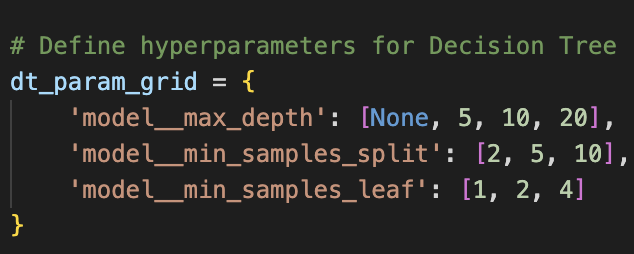 # Define hyperparameters for Decision Tree
dt_param_grid = {
    'model__max_depth': [None, 5, 10, 20],
    'model__min_samples_split': [2, 5, 10],
    'model__min_samples_leaf': [1, 2, 4]
}